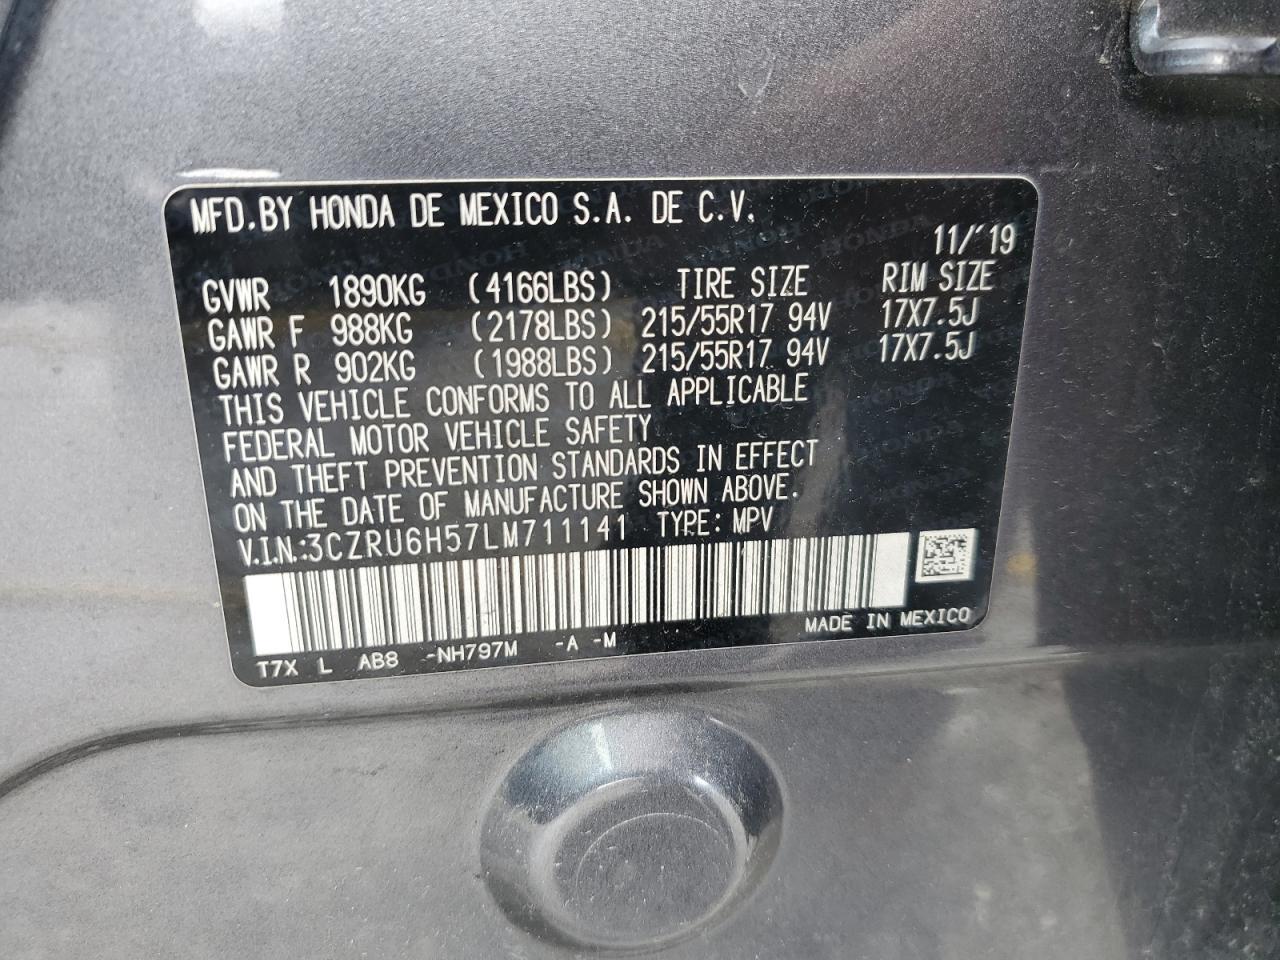 MFD.BY HONDA DE MEXICO S.A. DE C.V.
11/'19
GVWR 1890KG (4166LBS) TIRE SIZE RIM SIZE
GAWR F 988KG (2178LBS) 215/55R17 94V 17X7.5J
GAWR R 902KG (1988LBS) 215/55R17 94V 17X7.5J
THIS VEHICLE CONFORMS TO ALL APPLICABLE
FEDERAL MOTOR VEHICLE SAFETY
AND THEFT PREVENTION STANDARDS IN EFFECT
ON THE DATE OF MANUFACTURE SHOWN ABOVE.
V.I.N.:3CZRU6H57LM711141 TYPE: MPV
MADE IN MEXICO
T7X L AB8 -NH797M -A -M